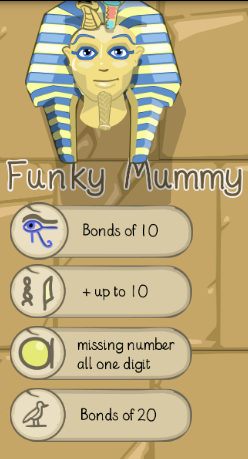 Funky Mummy
Bonds of 10
+ up to 10
missing number
all one digit
Bonds of 20